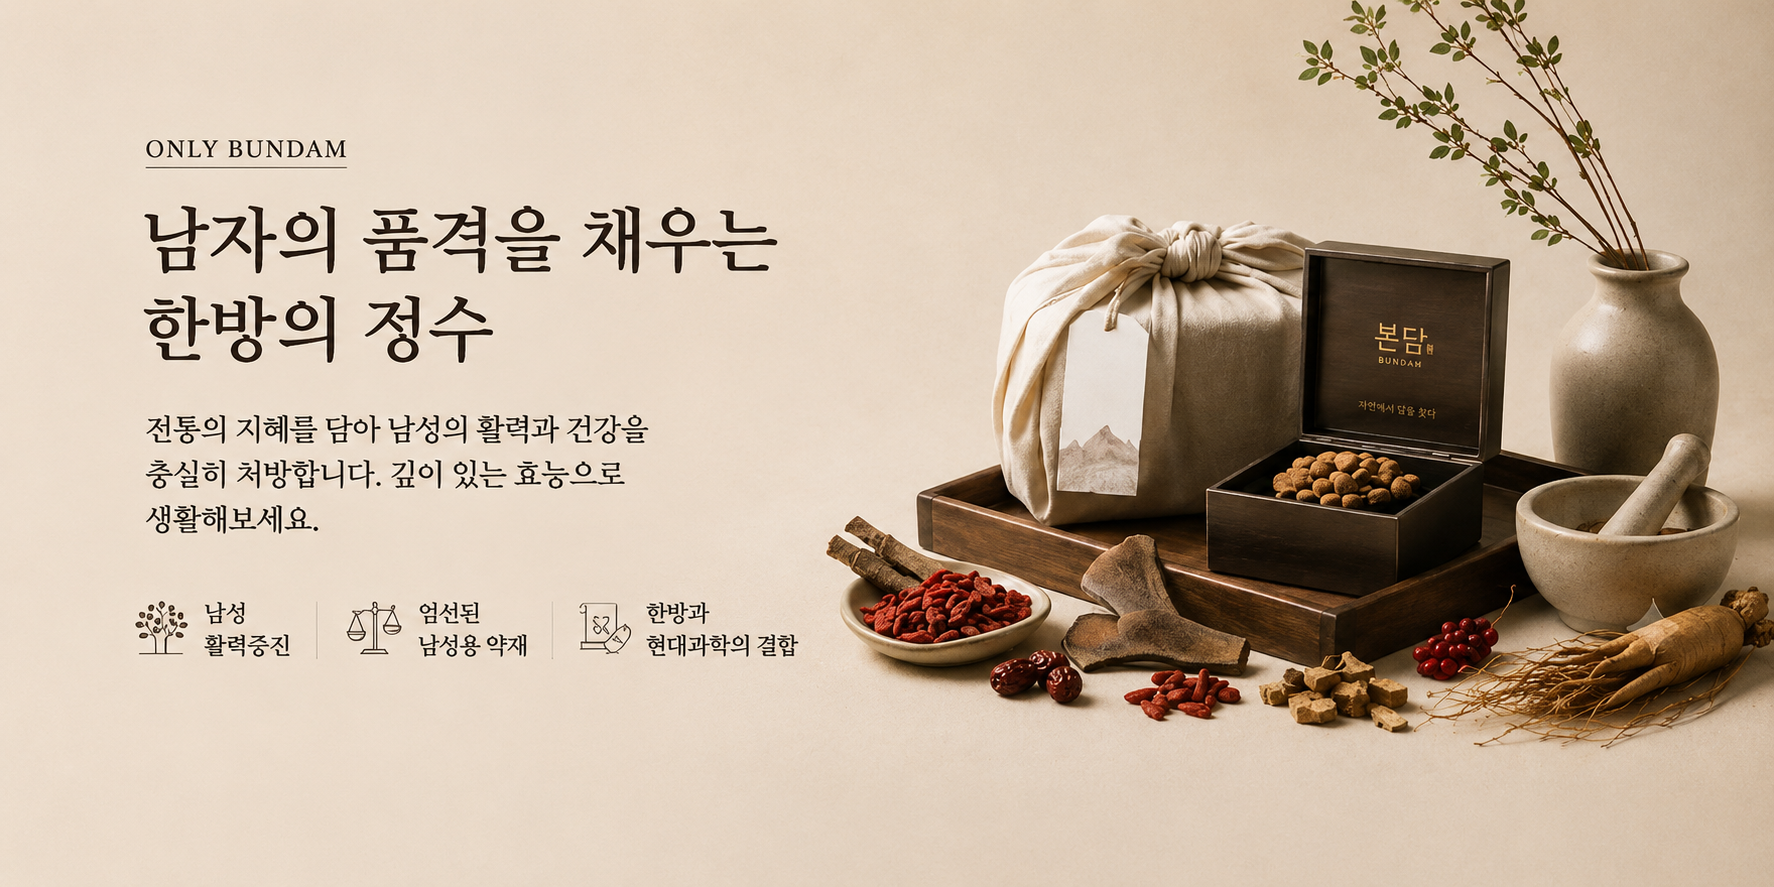 ONLY BUNDAM
남자의 품격을 채우는
한방의 정수
전통의 지혜를 담아 남성의 활력과 건강을
충실히 처방합니다. 깊이 있는 효능으로
생활해보세요.
남성
활력중진
엄선된
남성용 약재
한방과
현대과학의 결합
본담
BUNDAM
자연에서 답을 찾다